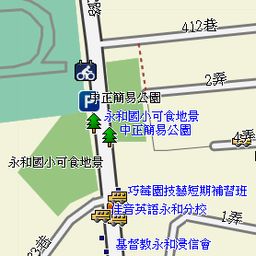 412巷
2弄
P
中正簡易公園
永和國小可食地景
中正簡易公園
4弄
永和國小可食地景
巧莓園技藝短期補習班
佳音英語永和分校
1弄
23巷
基督教永和浸信會